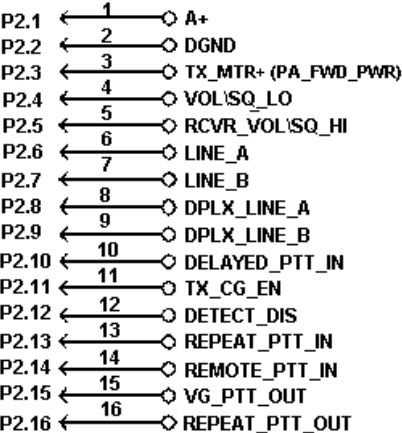 P2.1 1 A+
P2.2 2 DGND
P2.3 3 TX_MTR+ (PA_FWD_PWR)
P2.4 4 VOL\SQ_LO
P2.5 5 RCVR_VOL\SQ_HI
P2.6 6 LINE_A
P2.7 7 LINE_B
P2.8 8 DPLX_LINE_A
P2.9 9 DPLX_LINE_B
P2.10 10 DELAYED_PTT_IN
P2.11 11 TX_CG_EN
P2.12 12 DETECT_DIS
P2.13 13 REPEAT_PTT_IN
P2.14 14 REMOTE_PTT_IN
P2.15 15 VG_PTT_OUT
P2.16 16 REPEAT_PTT_OUT